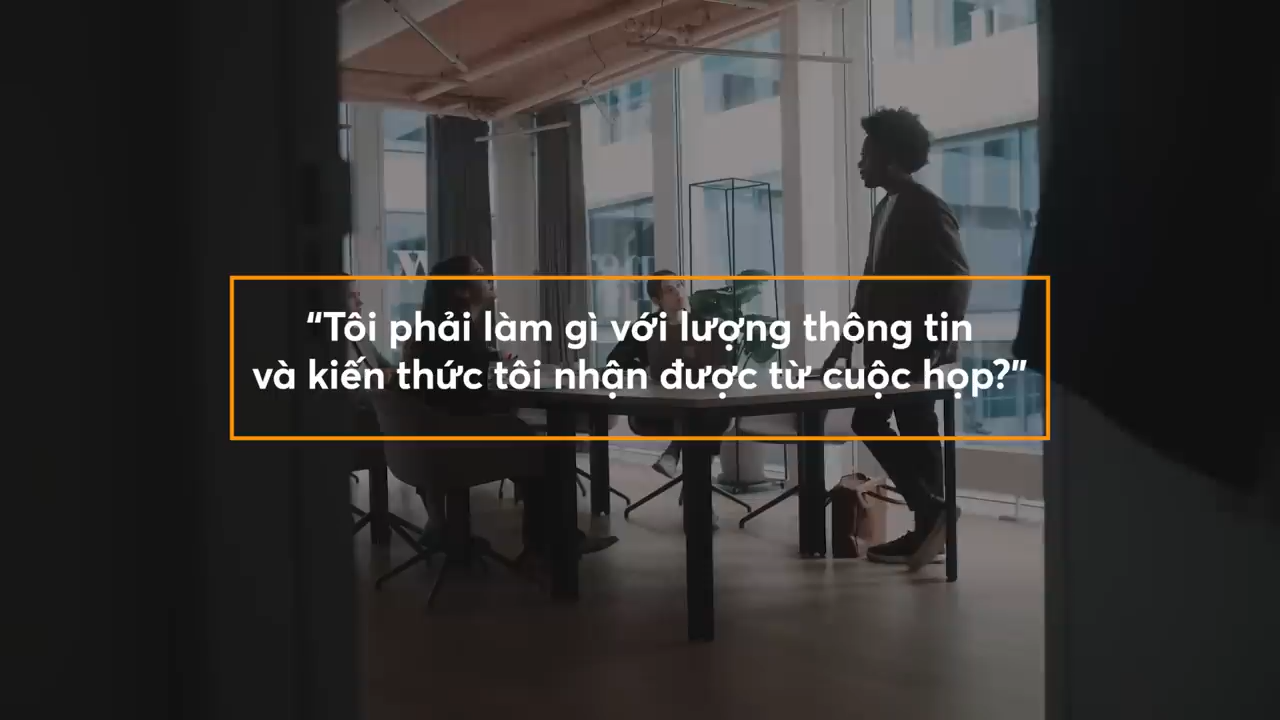 “Tôi phải làm gì với lượng thông tin
và kiến thức tôi nhận được từ cuộc họp?”